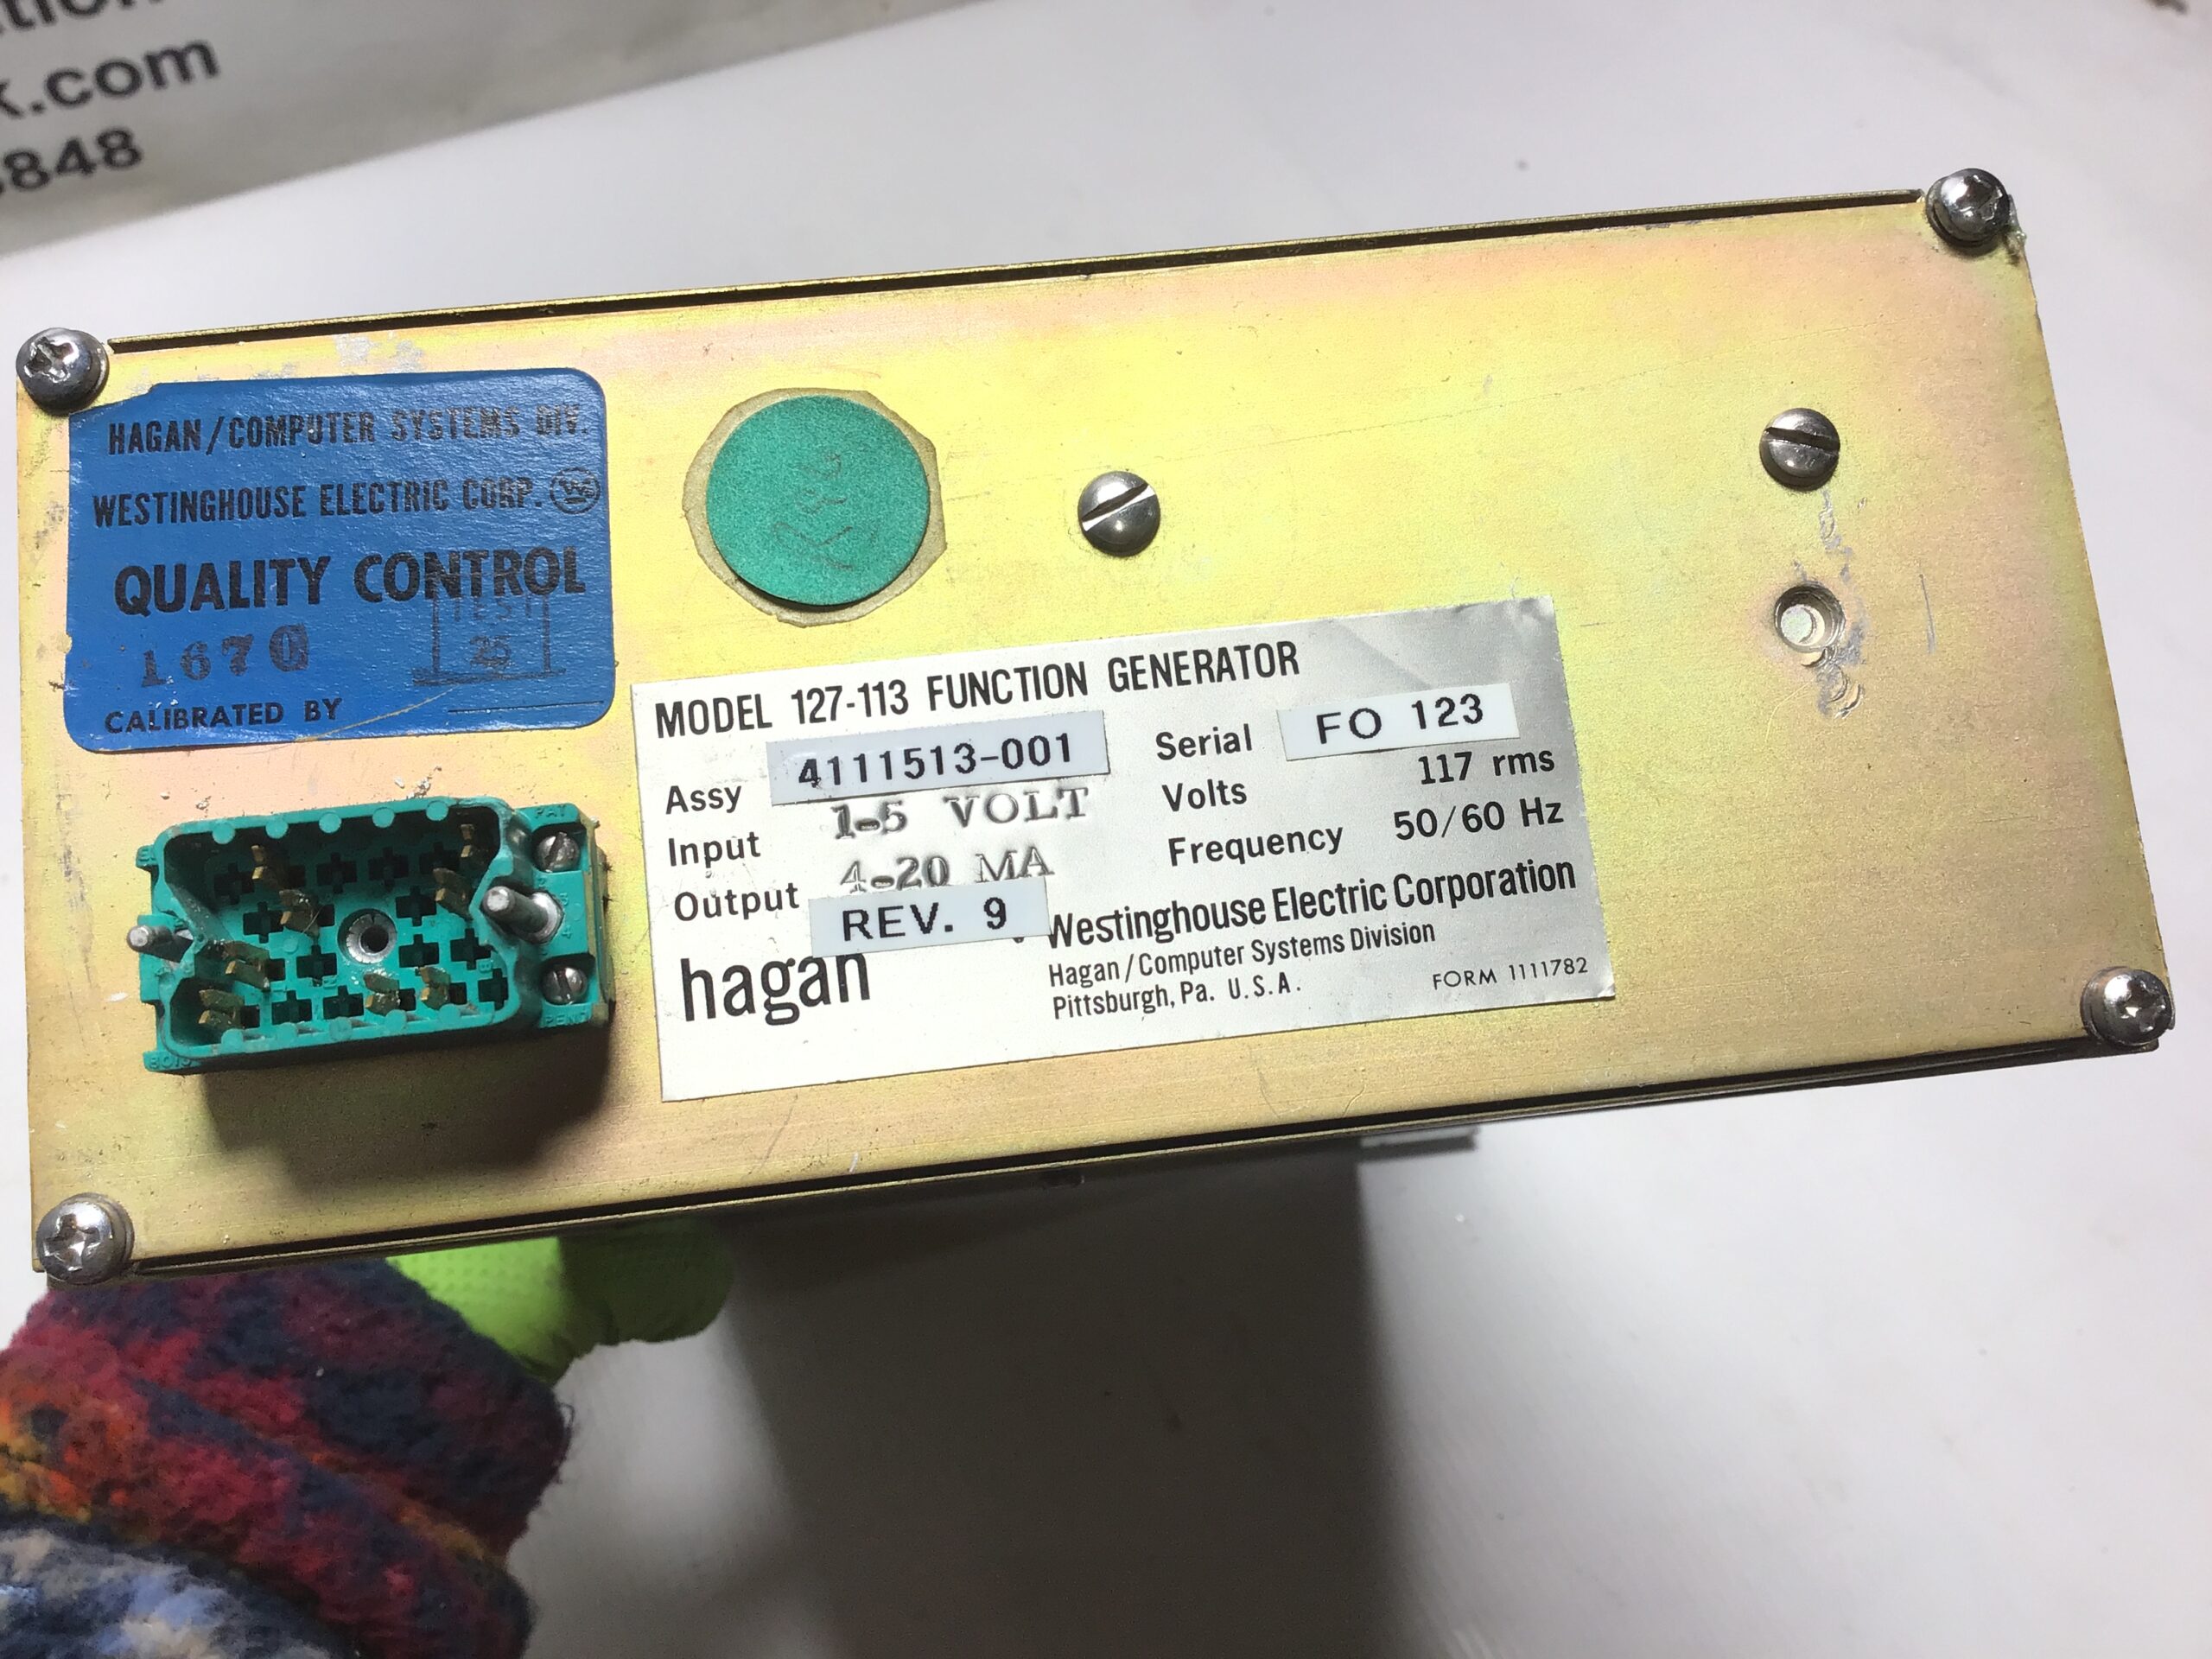 k.com
848
HAGAN/COMPUTER SYSTEMS DIV.
WESTINGHOUSE ELECTRIC CORP. W
QUALITY CONTROL
1670
TEST
25
CALIBRATED BY
MODEL 127-113 FUNCTION GENERATOR
Assy 4111513-001 Serial FO 123
Input 1-5 VOLT Volts 117 rms
Output 4-20 MA Frequency 50/60 Hz
REV. 9
hagan
Westinghouse Electric Corporation
Hagan/Computer Systems Division
Pittsburgh, Pa. U.S.A.
FORM 1111782